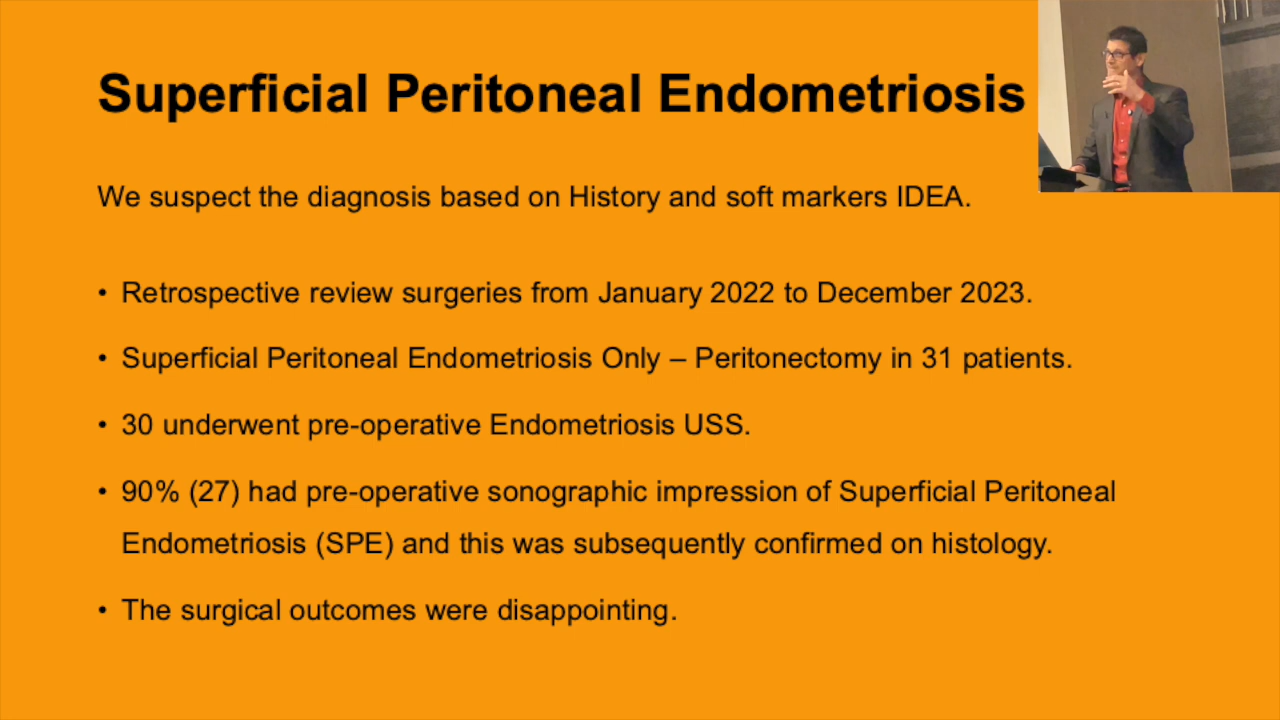 Superficial Peritoneal Endometriosis
We suspect the diagnosis based on History and soft markers IDEA.
• Retrospective review surgeries from January 2022 to December 2023.
• Superficial Peritoneal Endometriosis Only – Peritonectomy in 31 patients.
• 30 underwent pre-operative Endometriosis USS.
• 90% (27) had pre-operative sonographic impression of Superficial Peritoneal
Endometriosis (SPE) and this was subsequently confirmed on histology.
• The surgical outcomes were disappointing.